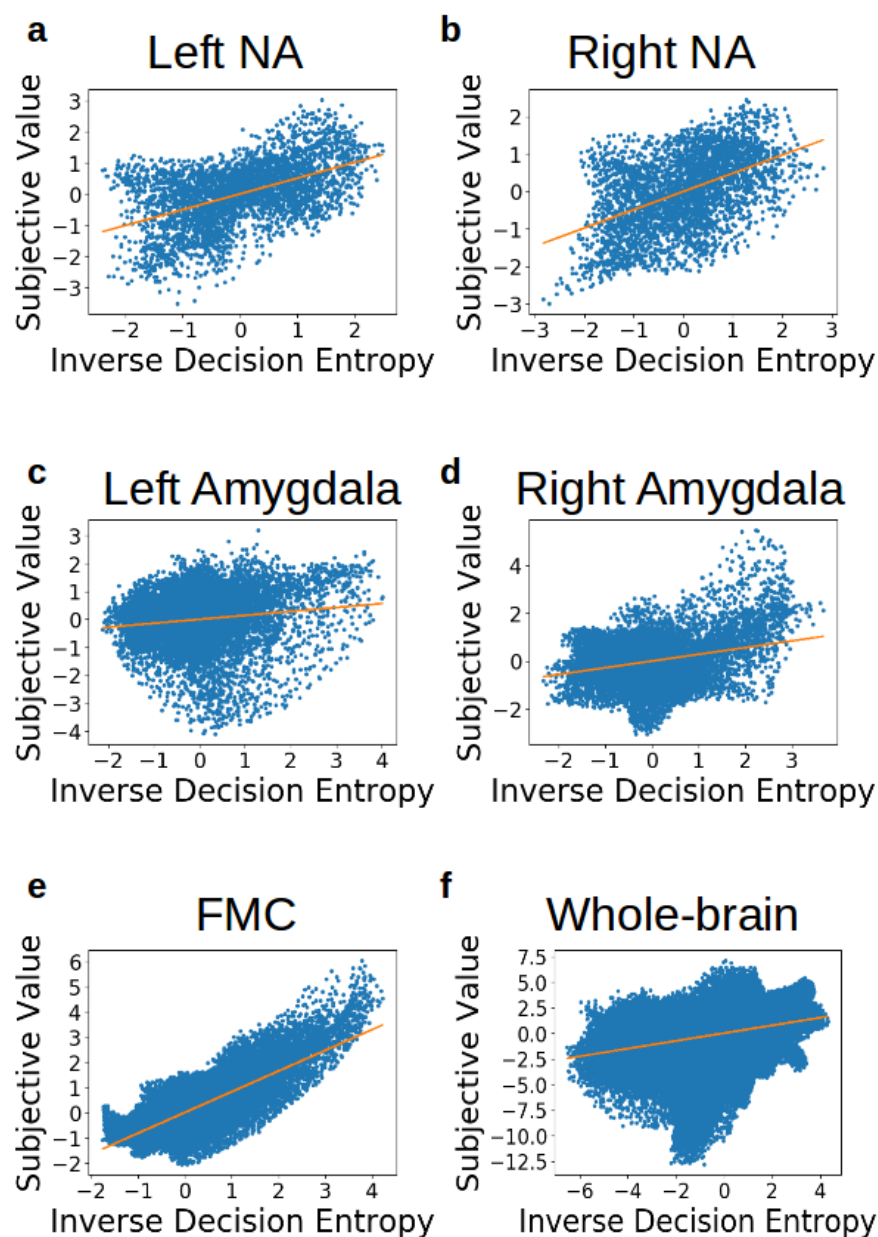 a
Left NA
Subjective Value
3
2
1
0
−1
−2
−3
−2 −1 0 1 2
Inverse Decision Entropy
b
Right NA
Subjective Value
2
1
0
−1
−2
−3
−3 −2 −1 0 1 2 3
Inverse Decision Entropy
c
Left Amygdala
Subjective Value
3
2
1
0
−1
−2
−3
−4
−2 −1 0 1 2 3 4
Inverse Decision Entropy
d
Right Amygdala
Subjective Value
4
2
0
−2
−2 −1 0 1 2 3
Inverse Decision Entropy
e
FMC
Subjective Value
6
5
4
3
2
1
0
−1
−2
−2 −1 0 1 2 3 4
Inverse Decision Entropy
f
Whole-brain
Subjective Value
7.5
5.0
2.5
0.0
−2.5
−5.0
−7.5
−10.0
−12.5
−6 −4 −2 0 2 4
Inverse Decision Entropy